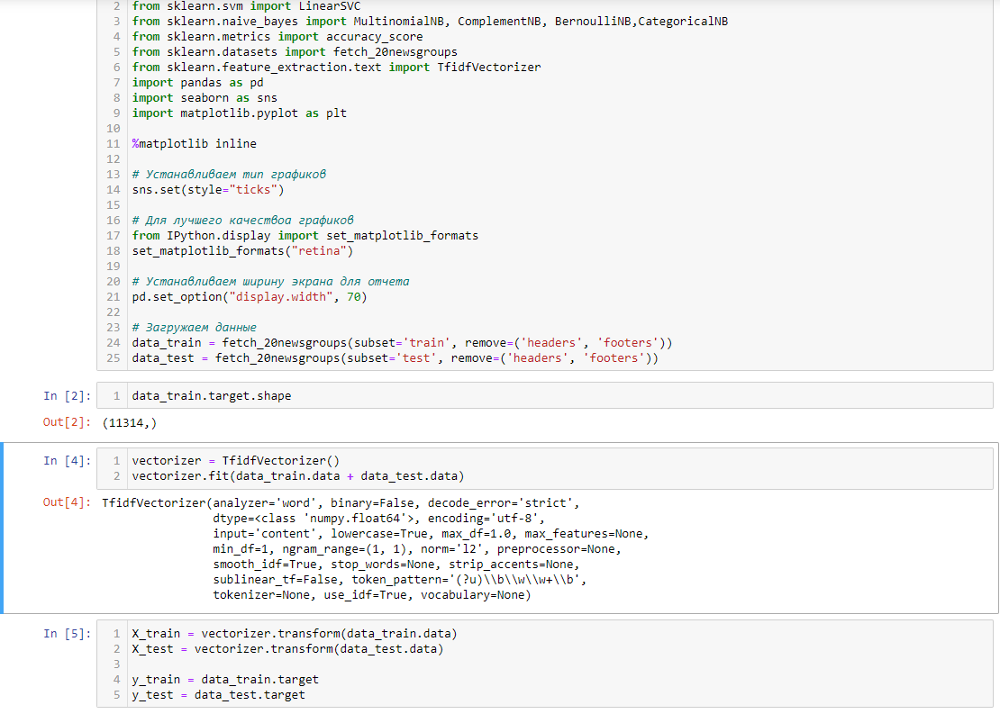 2 from sklearn.svm import LinearSVC
3 from sklearn.naive_bayes import MultinomialNB, ComplementNB, BernoulliNB,CategoricalNB
4 from sklearn.metrics import accuracy_score
5 from sklearn.datasets import fetch_20newsgroups
6 from sklearn.feature_extraction.text import TfidfVectorizer
7 import pandas as pd
8 import seaborn as sns
9 import matplotlib.pyplot as plt
10
11 %matplotlib inline
12
13 # Устанавливаем тип графиков
14 sns.set(style="ticks")
15
16 # Для лучшего качествоа графиков
17 from IPython.display import set_matplotlib_formats
18 set_matplotlib_formats("retina")
19
20 # Устанавливаем ширину экрана для отчета
21 pd.set_option("display.width", 70)
22
23 # Загружаем данные
24 data_train = fetch_20newsgroups(subset='train', remove=('headers', 'footers'))
25 data_test = fetch_20newsgroups(subset='test', remove=('headers', 'footers'))
In [2]: 1 data_train.target.shape
Out[2]: (11314,)
In [4]: 1 vectorizer = TfidfVectorizer()
2 vectorizer.fit(data_train.data + data_test.data)
Out[4]: TfidfVectorizer(analyzer='word', binary=False, decode_error='strict',
dtype=<class 'numpy.float64'>, encoding='utf-8',
input='content', lowercase=True, max_df=1.0, max_features=None,
min_df=1, ngram_range=(1, 1), norm='l2', preprocessor=None,
smooth_idf=True, stop_words=None, strip_accents=None,
sublinear_tf=False, token_pattern='(?u)\\b\\w\\w+\\b',
tokenizer=None, use_idf=True, vocabulary=None)
In [5]: 1 X_train = vectorizer.transform(data_train.data)
2 X_test = vectorizer.transform(data_test.data)
3
4 y_train = data_train.target
5 y_test = data_test.target